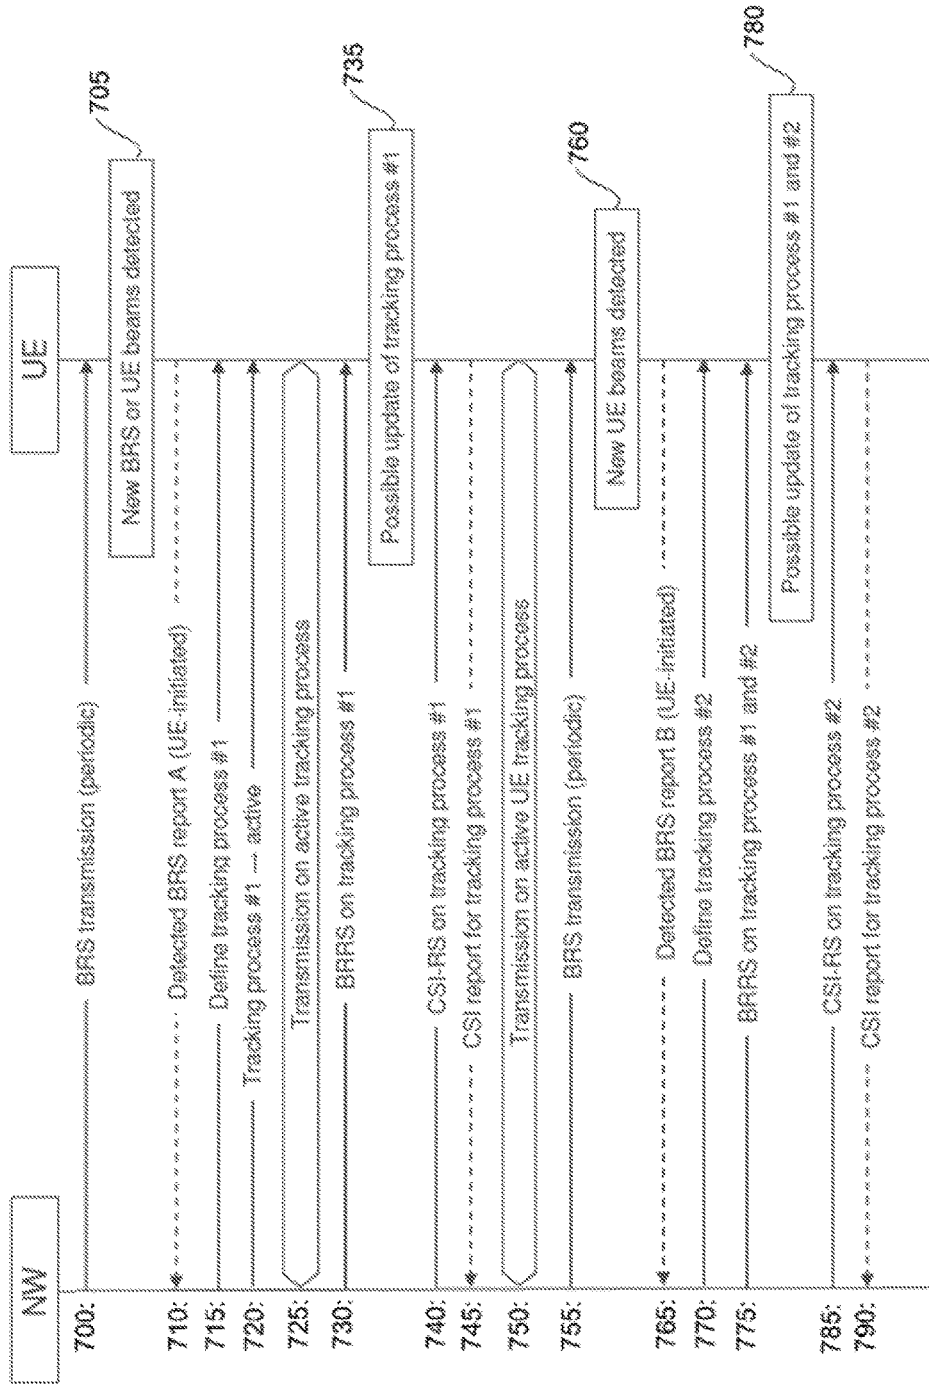 NW
UE
700: BRS transmission (periodic)
New BRS or UE beams detected
705
710: Detected BRS report A (UE-initiated)
715: Define tracking process #1
720: Tracking process #1 — active
725: Transmission on active tracking process
730: BRRS on tracking process #1
Possible update of tracking process #1
735
740: CSI-RS on tracking process #1
745: CSI report for tracking process #1
750: Transmission on active UE tracking process
755: BRS transmission (periodic)
New UE beams detected
760
765: Detected BRS report B (UE-initiated)
770: Define tracking process #2
775: BRRS on tracking process #1 and #2
Possible update of tracking process #1 and #2
780
785: CSI-RS on tracking process #2
790: CSI report for tracking process #2